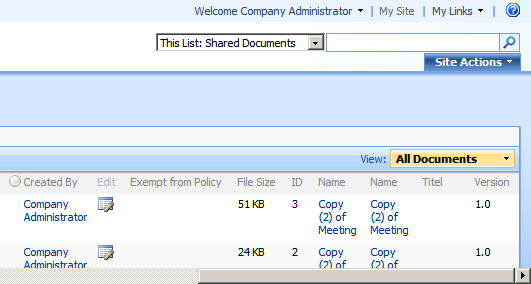 Welcome Company Administrator | My Site | My Links
This List: Shared Documents
Site Actions
View: All Documents
Created By Edit Exempt from Policy File Size ID Name Name Titel Version
Company 51 KB 3 Copy Copy 1.0
Administrator (2) of (2) of
Meeting Meeting
Company 24 KB 2 Copy Copy 1.0
Administrator (2) of (2) of